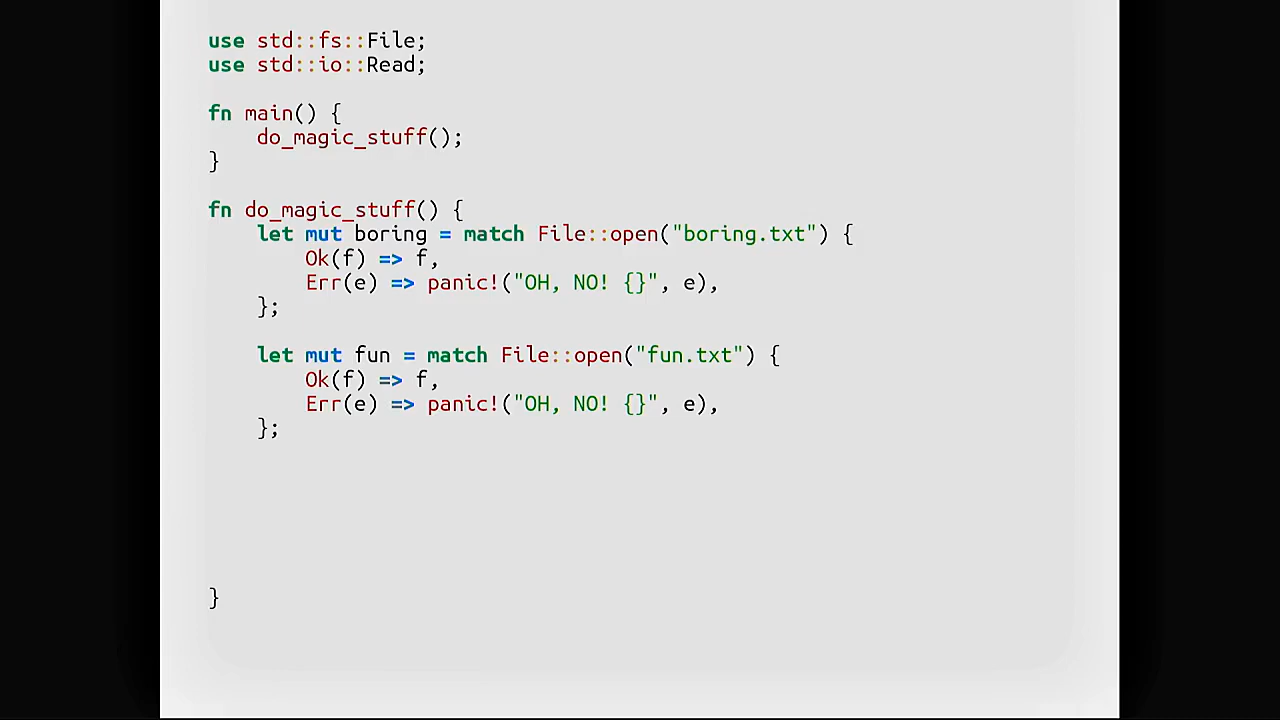 use std::fs::File;
use std::io::Read;
fn main() {
    do_magic_stuff();
}
fn do_magic_stuff() {
    let mut boring = match File::open("boring.txt") {
        Ok(f) => f,
        Err(e) => panic!("OH, NO! {}", e),
    };
    let mut fun = match File::open("fun.txt") {
        Ok(f) => f,
        Err(e) => panic!("OH, NO! {}", e),
    };
}